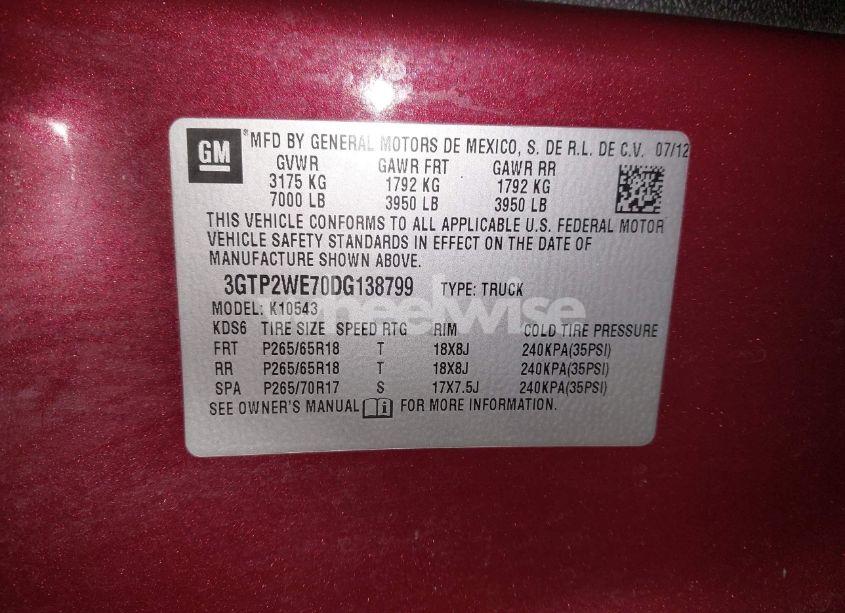 GM ® MFD BY GENERAL MOTORS DE MEXICO, S. DE R.L. DE C.V. 07/12
GVWR GAWR FRT GAWR RR
3175 KG 1792 KG 1792 KG
7000 LB 3950 LB 3950 LB
THIS VEHICLE CONFORMS TO ALL APPLICABLE U.S. FEDERAL MOTOR
VEHICLE SAFETY STANDARDS IN EFFECT ON THE DATE OF
MANUFACTURE SHOWN ABOVE.
3GTP2WE70DG138799 TYPE: TRUCK
MODEL: K10543
wheelwise
KDS6 TIRE SIZE SPEED RTG RIM COLD TIRE PRESSURE
FRT P265/65R18 T 18X8J 240KPA(35PSI)
RR P265/65R18 T 18X8J 240KPA(35PSI)
SPA P265/70R17 S 17X7.5J 240KPA(35PSI)
SEE OWNER'S MANUAL i FOR MORE INFORMATION.